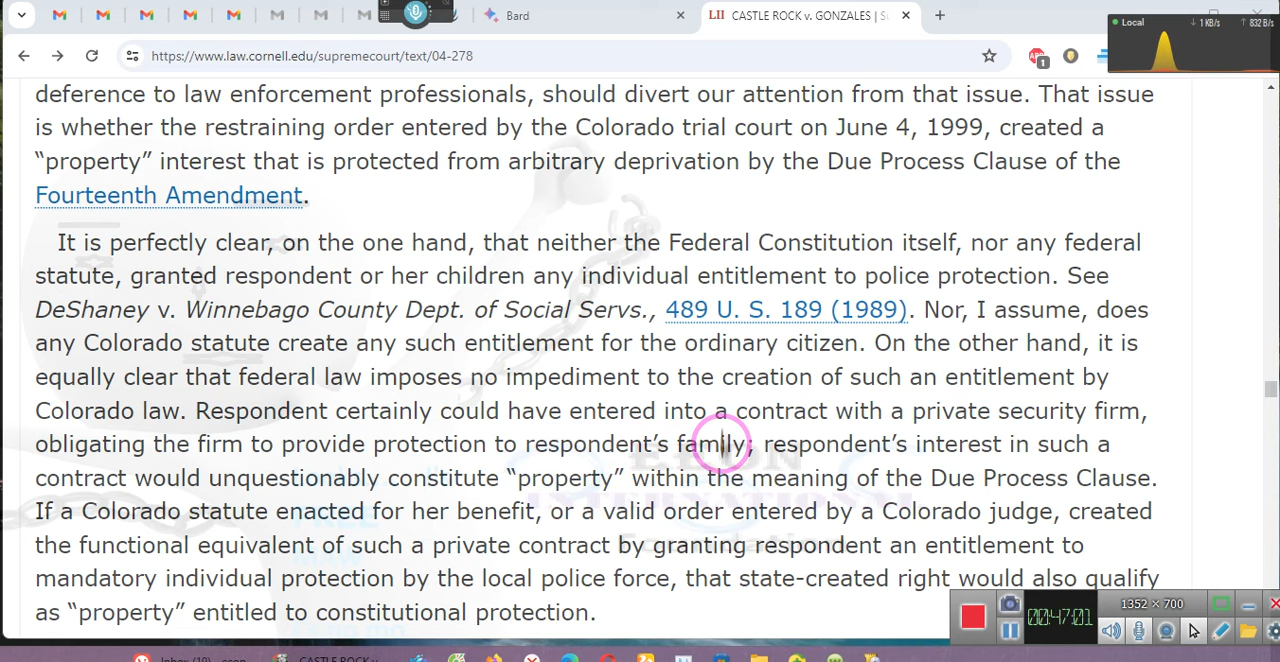 Bard
LII CASTLE ROCK v. GONZALES | S
Local
1 KB/s
832 B/s
https://www.law.cornell.edu/supremecourt/text/04-278
1
deference to law enforcement professionals, should divert our attention from that issue. That issue
is whether the restraining order entered by the Colorado trial court on June 4, 1999, created a
“property” interest that is protected from arbitrary deprivation by the Due Process Clause of the
Fourteenth Amendment.
It is perfectly clear, on the one hand, that neither the Federal Constitution itself, nor any federal
statute, granted respondent or her children any individual entitlement to police protection. See
DeShaney v. Winnebago County Dept. of Social Servs., 489 U. S. 189 (1989). Nor, I assume, does
any Colorado statute create any such entitlement for the ordinary citizen. On the other hand, it is
equally clear that federal law imposes no impediment to the creation of such an entitlement by
Colorado law. Respondent certainly could have entered into a contract with a private security firm,
obligating the firm to provide protection to respondent’s family; respondent’s interest in such a
contract would unquestionably constitute “property” within the meaning of the Due Process Clause.
If a Colorado statute enacted for her benefit, or a valid order entered by a Colorado judge, created
the functional equivalent of such a private contract by granting respondent an entitlement to
mandatory individual protection by the local police force, that state-created right would also qualify
as “property” entitled to constitutional protection.
INTERNATIONAL
Foundation
FREE
1352 × 700
00:47:01
CASTLE ROCK v